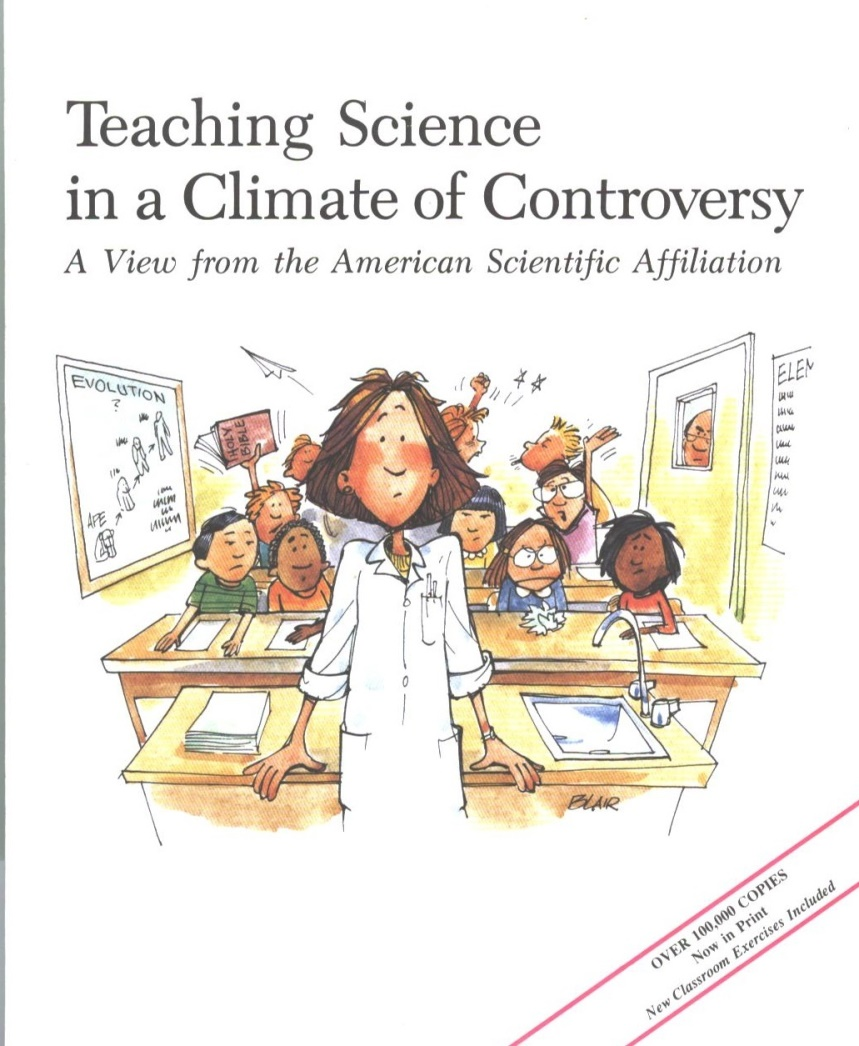 Teaching Science
in a Climate of Controversy
A View from the American Scientific Affiliation
EVOLUTION
?
APE
HOLY
BIBLE
ELEM
BLAIR
OVER 100,000 COPIES
Now in Print
New Classroom Exercises Included